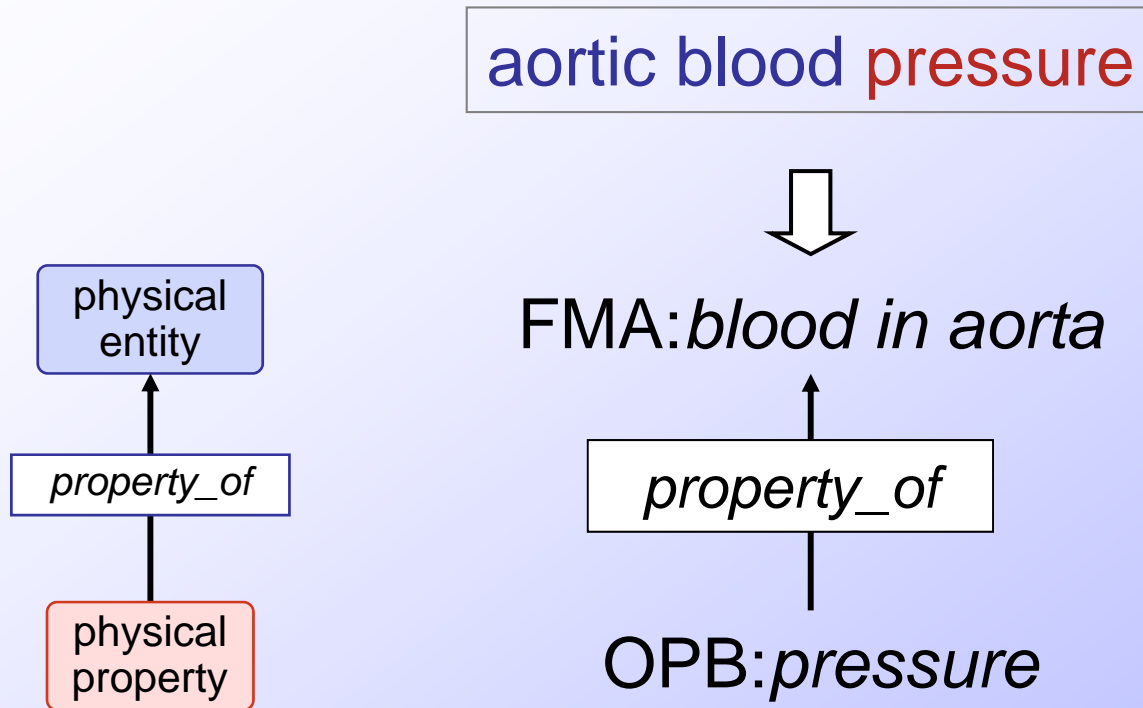 aortic blood pressure
physical
entity
property_of
physical
property
FMA:blood in aorta
property_of
OPB:pressure